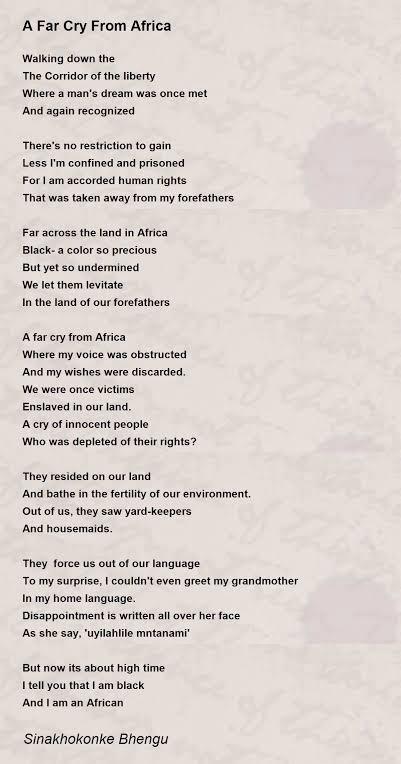 A Far Cry From Africa
Walking down the
The Corridor of the liberty
Where a man's dream was once met
And again recognized
There's no restriction to gain
Less I'm confined and prisoned
For I am accorded human rights
That was taken away from my forefathers
Far across the land in Africa
Black- a color so precious
But yet so undermined
We let them levitate
In the land of our forefathers
A far cry from Africa
Where my voice was obstructed
And my wishes were discarded.
We were once victims
Enslaved in our land.
A cry of innocent people
Who was depleted of their rights?
They resided on our land
And bathe in the fertility of our environment.
Out of us, they saw yard-keepers
And housemaids.
They  force us out of our language
To my surprise, I couldn't even greet my grandmother
In my home language.
Disappointment is written all over her face
As she say, 'uyilahlile mntanami'
But now its about high time
I tell you that I am black
And I am an African
Sinakhokonke Bhengu